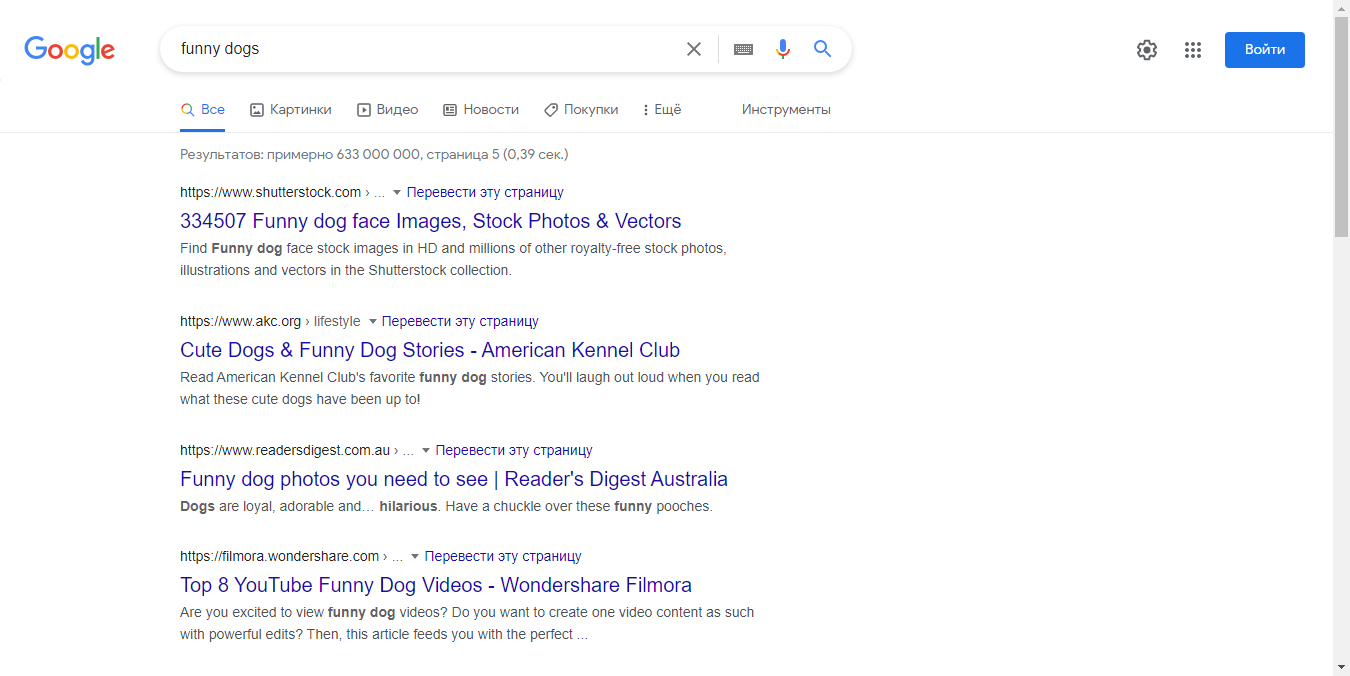 Google
funny dogs
Войти
Все Картинки Видео Новости Покупки Ещё Инструменты
Результатов: примерно 633 000 000, страница 5 (0,39 сек.)
https://www.shutterstock.com › ... Перевести эту страницу
334507 Funny dog face Images, Stock Photos & Vectors
Find Funny dog face stock images in HD and millions of other royalty-free stock photos,
illustrations and vectors in the Shutterstock collection.
https://www.akc.org › lifestyle Перевести эту страницу
Cute Dogs & Funny Dog Stories - American Kennel Club
Read American Kennel Club's favorite funny dog stories. You'll laugh out loud when you read
what these cute dogs have been up to!
https://www.readersdigest.com.au › ... Перевести эту страницу
Funny dog photos you need to see | Reader's Digest Australia
Dogs are loyal, adorable and… hilarious. Have a chuckle over these funny pooches.
https://filmora.wondershare.com › ... Перевести эту страницу
Top 8 YouTube Funny Dog Videos - Wondershare Filmora
Are you excited to view funny dog videos? Do you want to create one video content as such
with powerful edits? Then, this article feeds you with the perfect ...